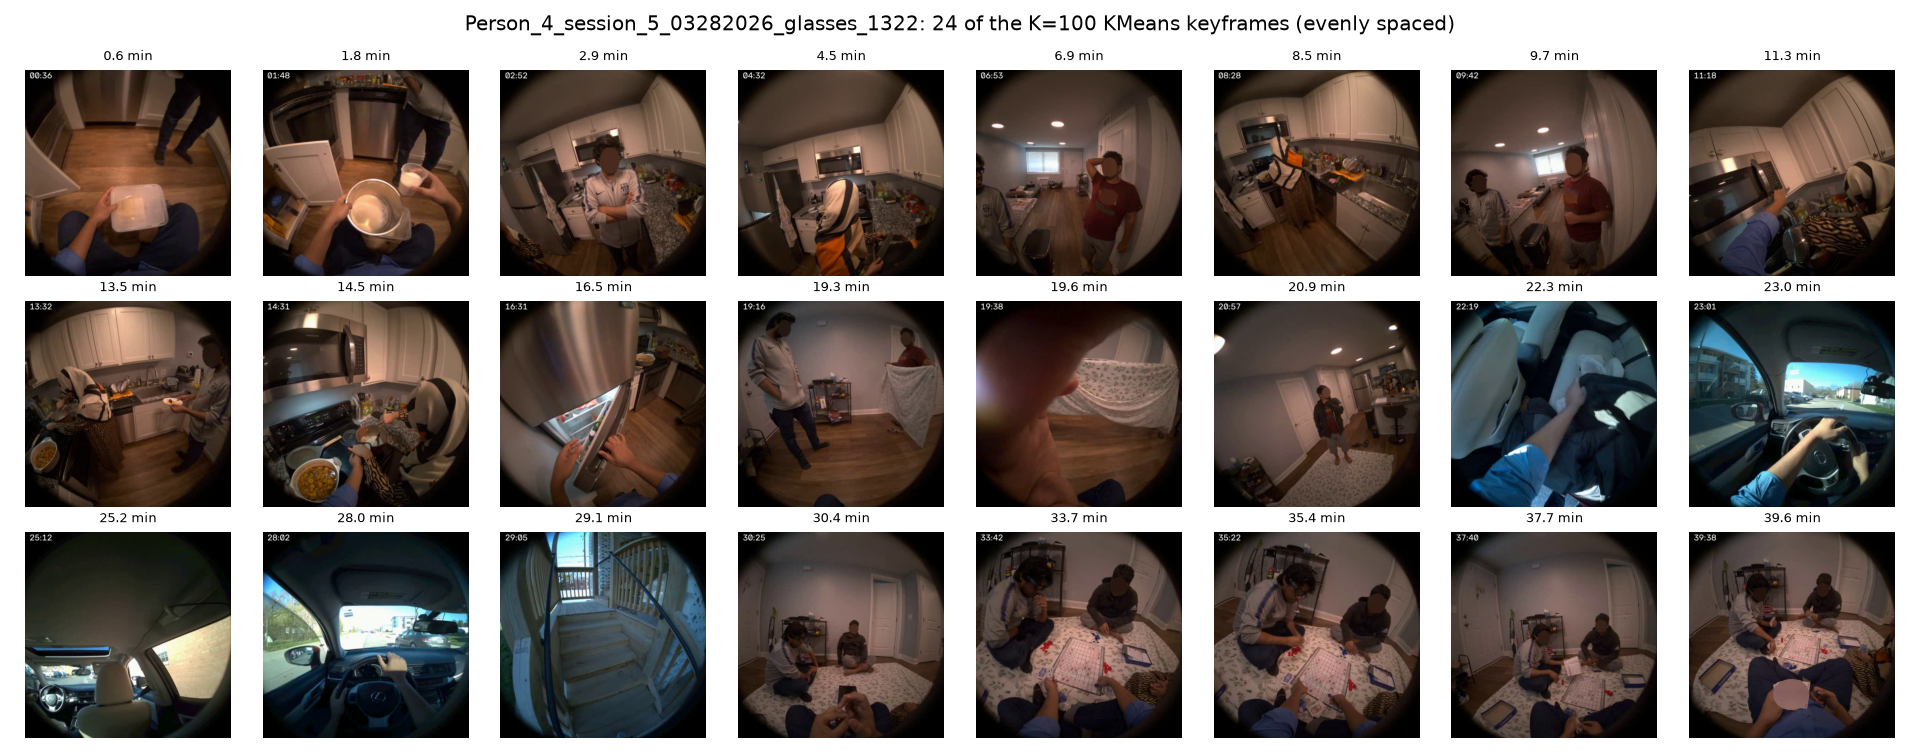 Person_4_session_5_03282026_glasses_1322: 24 of the K=100 KMeans keyframes (evenly spaced)
0.6 min
1.8 min
2.9 min
4.5 min
6.9 min
8.5 min
9.7 min
11.3 min
00:36
01:48
02:52
04:32
06:53
08:28
09:42
11:18
13.5 min
14.5 min
16.5 min
19.3 min
19.6 min
20.9 min
22.3 min
23.0 min
13:32
14:31
16:31
19:16
19:38
20:57
22:19
23:01
25.2 min
28.0 min
29.1 min
30.4 min
33.7 min
35.4 min
37.7 min
39.6 min
25:12
28:02
29:05
30:25
33:42
35:22
37:40
39:38